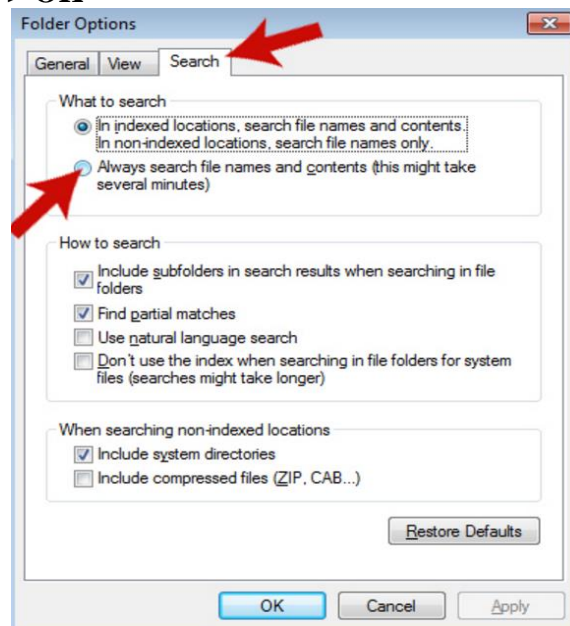 Folder Options
General View Search
What to search
In indexed locations, search file names and contents.
In non-indexed locations, search file names only.
Always search file names and contents (this might take
several minutes)
How to search
Include subfolders in search results when searching in file
folders
Find partial matches
Use natural language search
Don't use the index when searching in file folders for system
files (searches might take longer)
When searching non-indexed locations
Include system directories
Include compressed files (ZIP, CAB...)
Restore Defaults
OK Cancel Apply